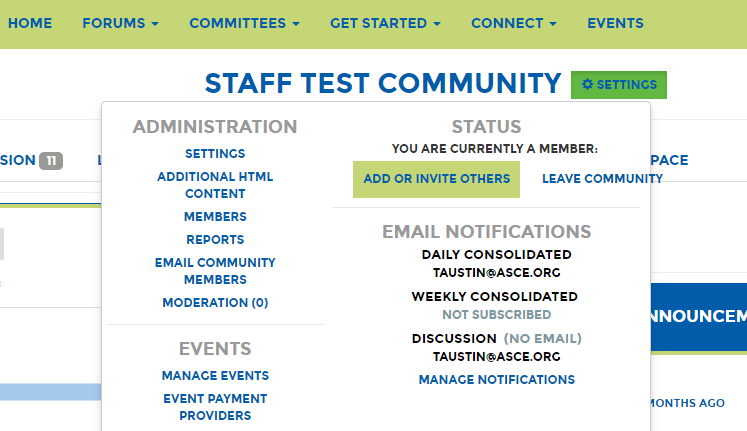 HOME FORUMS COMMITTEES GET STARTED CONNECT EVENTS
STAFF TEST COMMUNITY SETTINGS
SION 11
PACE
ADMINISTRATION
SETTINGS
ADDITIONAL HTML
CONTENT
MEMBERS
REPORTS
EMAIL COMMUNITY
MEMBERS
MODERATION (0)
EVENTS
MANAGE EVENTS
EVENT PAYMENT
PROVIDERS
STATUS
YOU ARE CURRENTLY A MEMBER:
ADD OR INVITE OTHERS LEAVE COMMUNITY
EMAIL NOTIFICATIONS
DAILY CONSOLIDATED
TAUSTIN@ASCE.ORG
WEEKLY CONSOLIDATED
NOT SUBSCRIBED
DISCUSSION (NO EMAIL)
TAUSTIN@ASCE.ORG
MANAGE NOTIFICATIONS
NNOUNCEM
MONTHS AGO